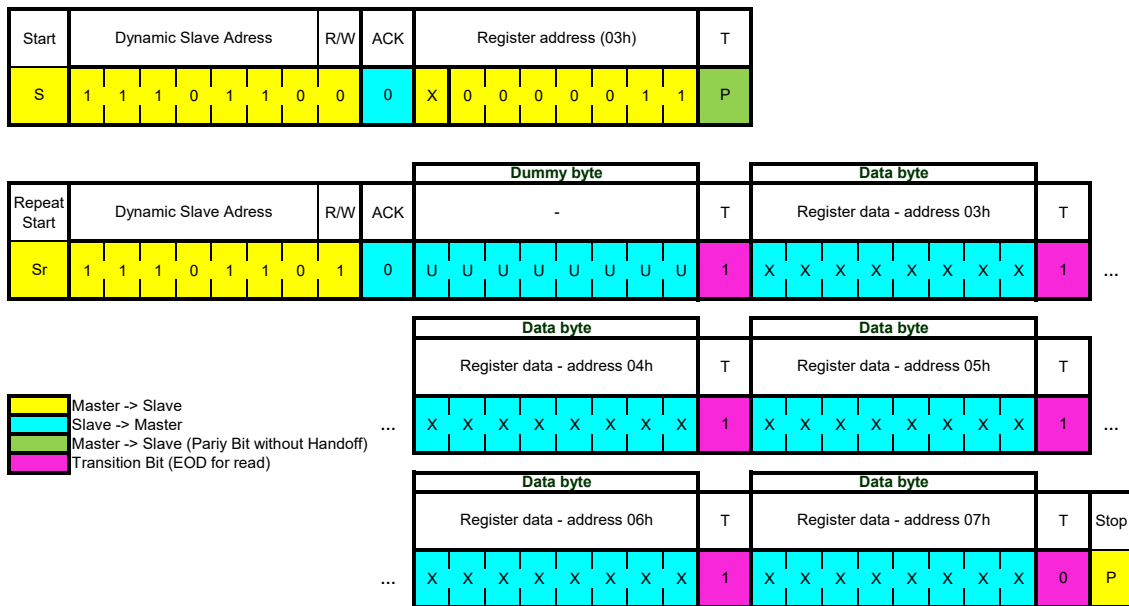 Start Dynamic Slave Adress R/W ACK Register address (03h) T
S 1 1 1 0 1 1 0 0 0 X 0 0 0 0 0 1 1 P
Dummy byte Data byte
Repeat Start Dynamic Slave Adress R/W ACK - T Register data - address 03h T
Sr 1 1 1 0 1 1 0 1 0 U U U U U U U U 1 X X X X X X X X 1 ...
Data byte Data byte
Register data - address 04h T Register data - address 05h T
... X X X X X X X X 1 X X X X X X X X 1 ...
Master -> Slave
Slave -> Master
Master -> Slave (Pariy Bit without Handoff)
Transition Bit (EOD for read)
Data byte Data byte
Register data - address 06h T Register data - address 07h T Stop
... X X X X X X X X 1 X X X X X X X X 0 P